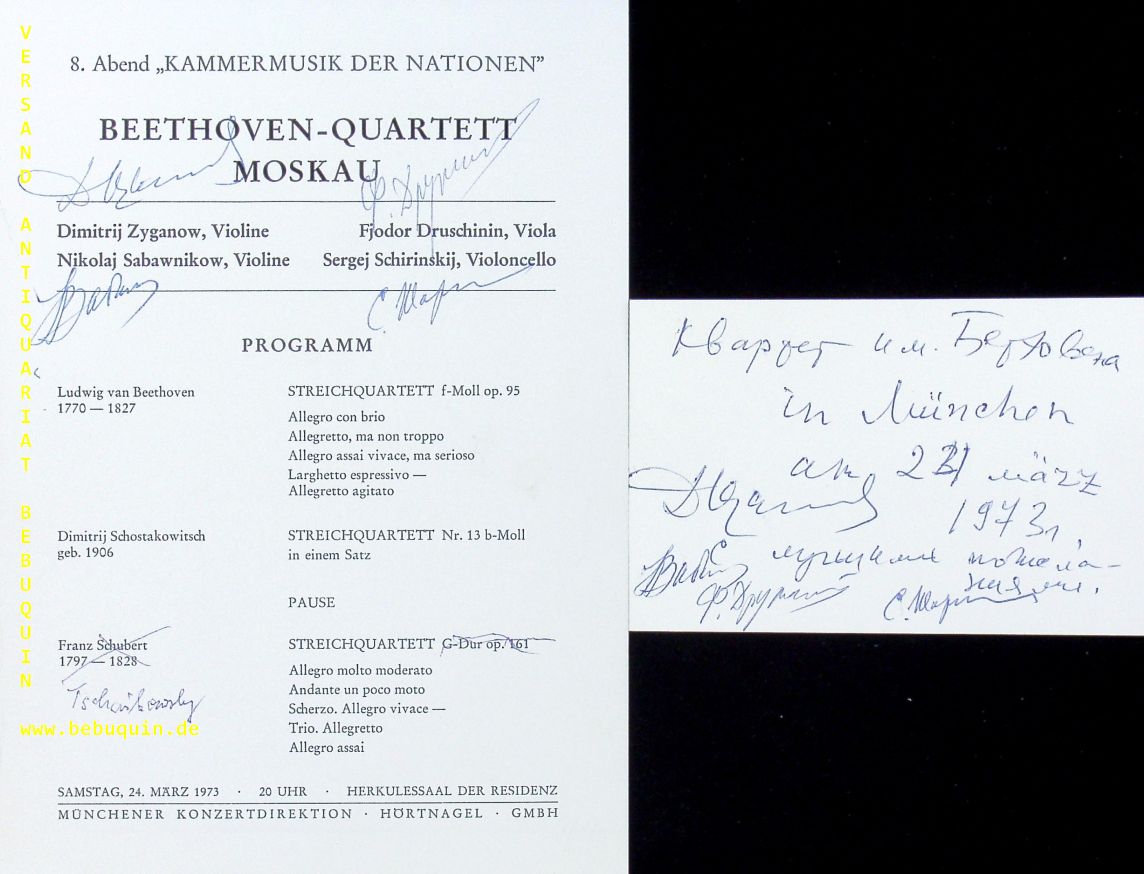 8. Abend „KAMMERMUSIK DER NATIONEN”
BEETHOVEN-QUARTETT
MOSKAU
Dimitrij Zyganow, Violine
Fjodor Druschinin, Viola
Nikolaj Sabawnikow, Violine
Sergej Schirinskij, Violoncello
PROGRAMM
Ludwig van Beethoven
1770 — 1827
STREICHQUARTETT f-Moll op. 95
Allegro con brio
Allegretto, ma non troppo
Allegro assai vivace, ma serioso
Larghetto espressivo —
Allegretto agitato
Dimitrij Schostakowitsch
geb. 1906
STREICHQUARTETT Nr. 13 b-Moll
in einem Satz
PAUSE
Franz Schubert
1797 — 1828
Tschaikowsky
STREICHQUARTETT G-Dur op. 161
Allegro molto moderato
Andante un poco moto
Scherzo. Allegro vivace —
Trio. Allegretto
Allegro assai
SAMSTAG, 24. MÄRZ 1973 · 20 UHR · HERKULESSAAL DER RESIDENZ
MÜNCHENER KONZERTDIREKTION · HÖRTNAGEL · GMBH
VERSAND ANTIQUARIAT BEBUQUIN
www.bebuquin.de
Квартет им. Бетховена
in München
am März
1973
С. Шир